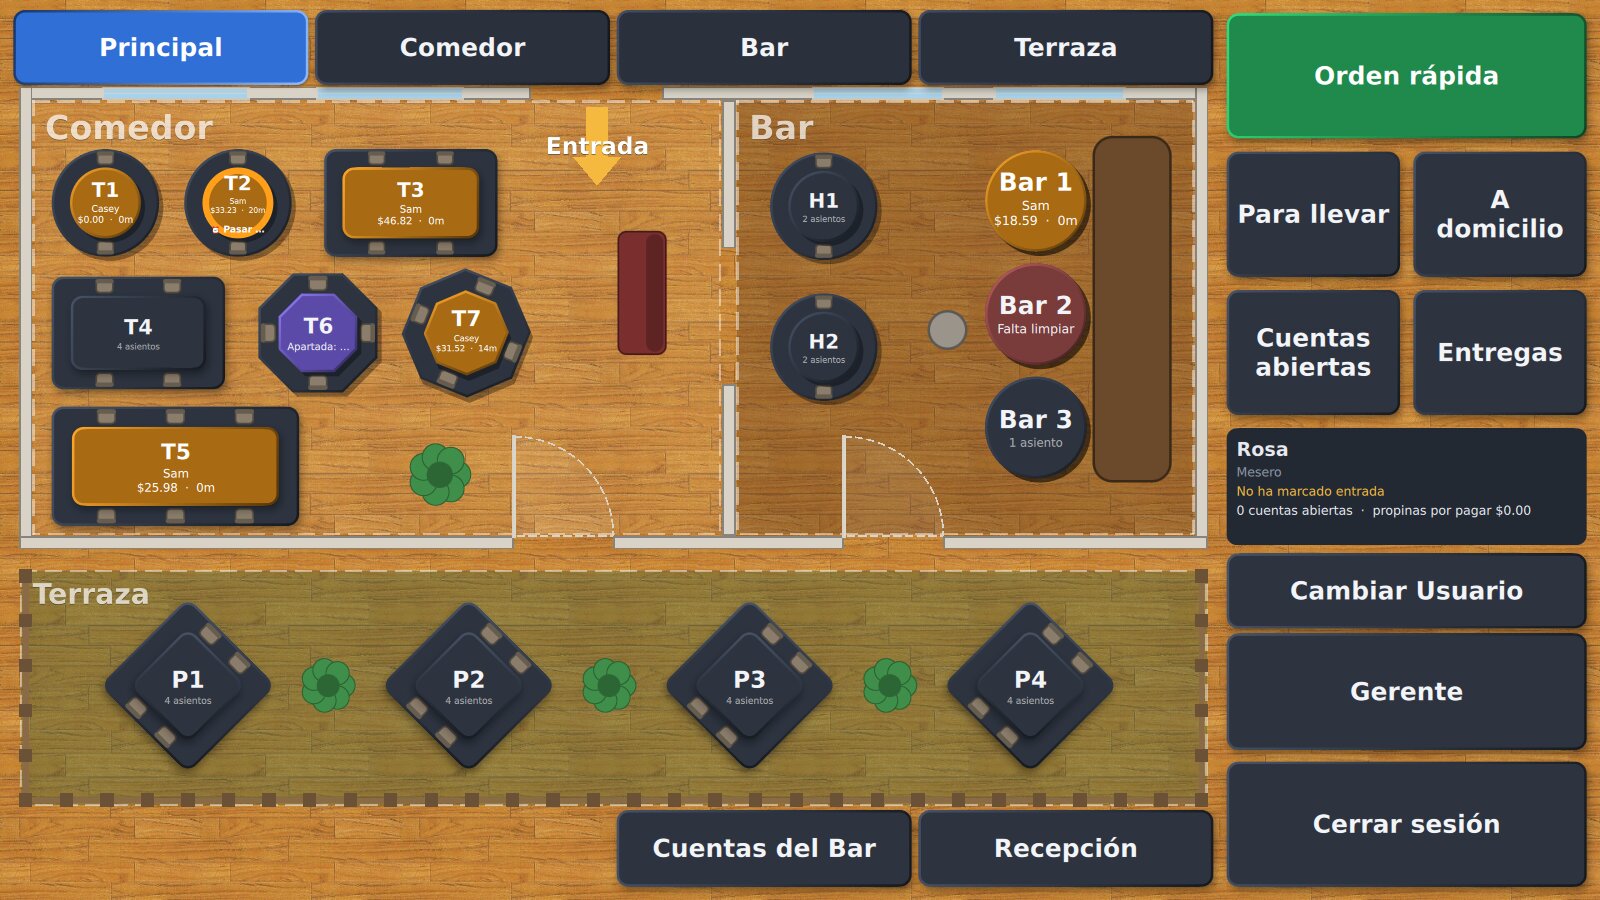 Principal
Comedor
Bar
Terraza
Orden rápida
Comedor
Entrada
Bar
T1
Casey
$0.00 · 0m
T2
Sam
$33.23 · 20m
Pasar ...
T3
Sam
$46.82 · 0m
H1
2 asientos
Bar 1
Sam
$18.59 · 0m
Para llevar
A
domicilio
T4
4 asientos
T6
Apartada: ...
T7
Casey
$31.52 · 14m
H2
2 asientos
Bar 2
Falta limpiar
Cuentas
abiertas
Entregas
T5
Sam
$25.98 · 0m
Bar 3
1 asiento
Rosa
Mesero
No ha marcado entrada
0 cuentas abiertas · propinas por pagar $0.00
Cambiar Usuario
Terraza
P1
4 asientos
P2
4 asientos
P3
4 asientos
P4
4 asientos
Gerente
Cuentas del Bar
Recepción
Cerrar sesión